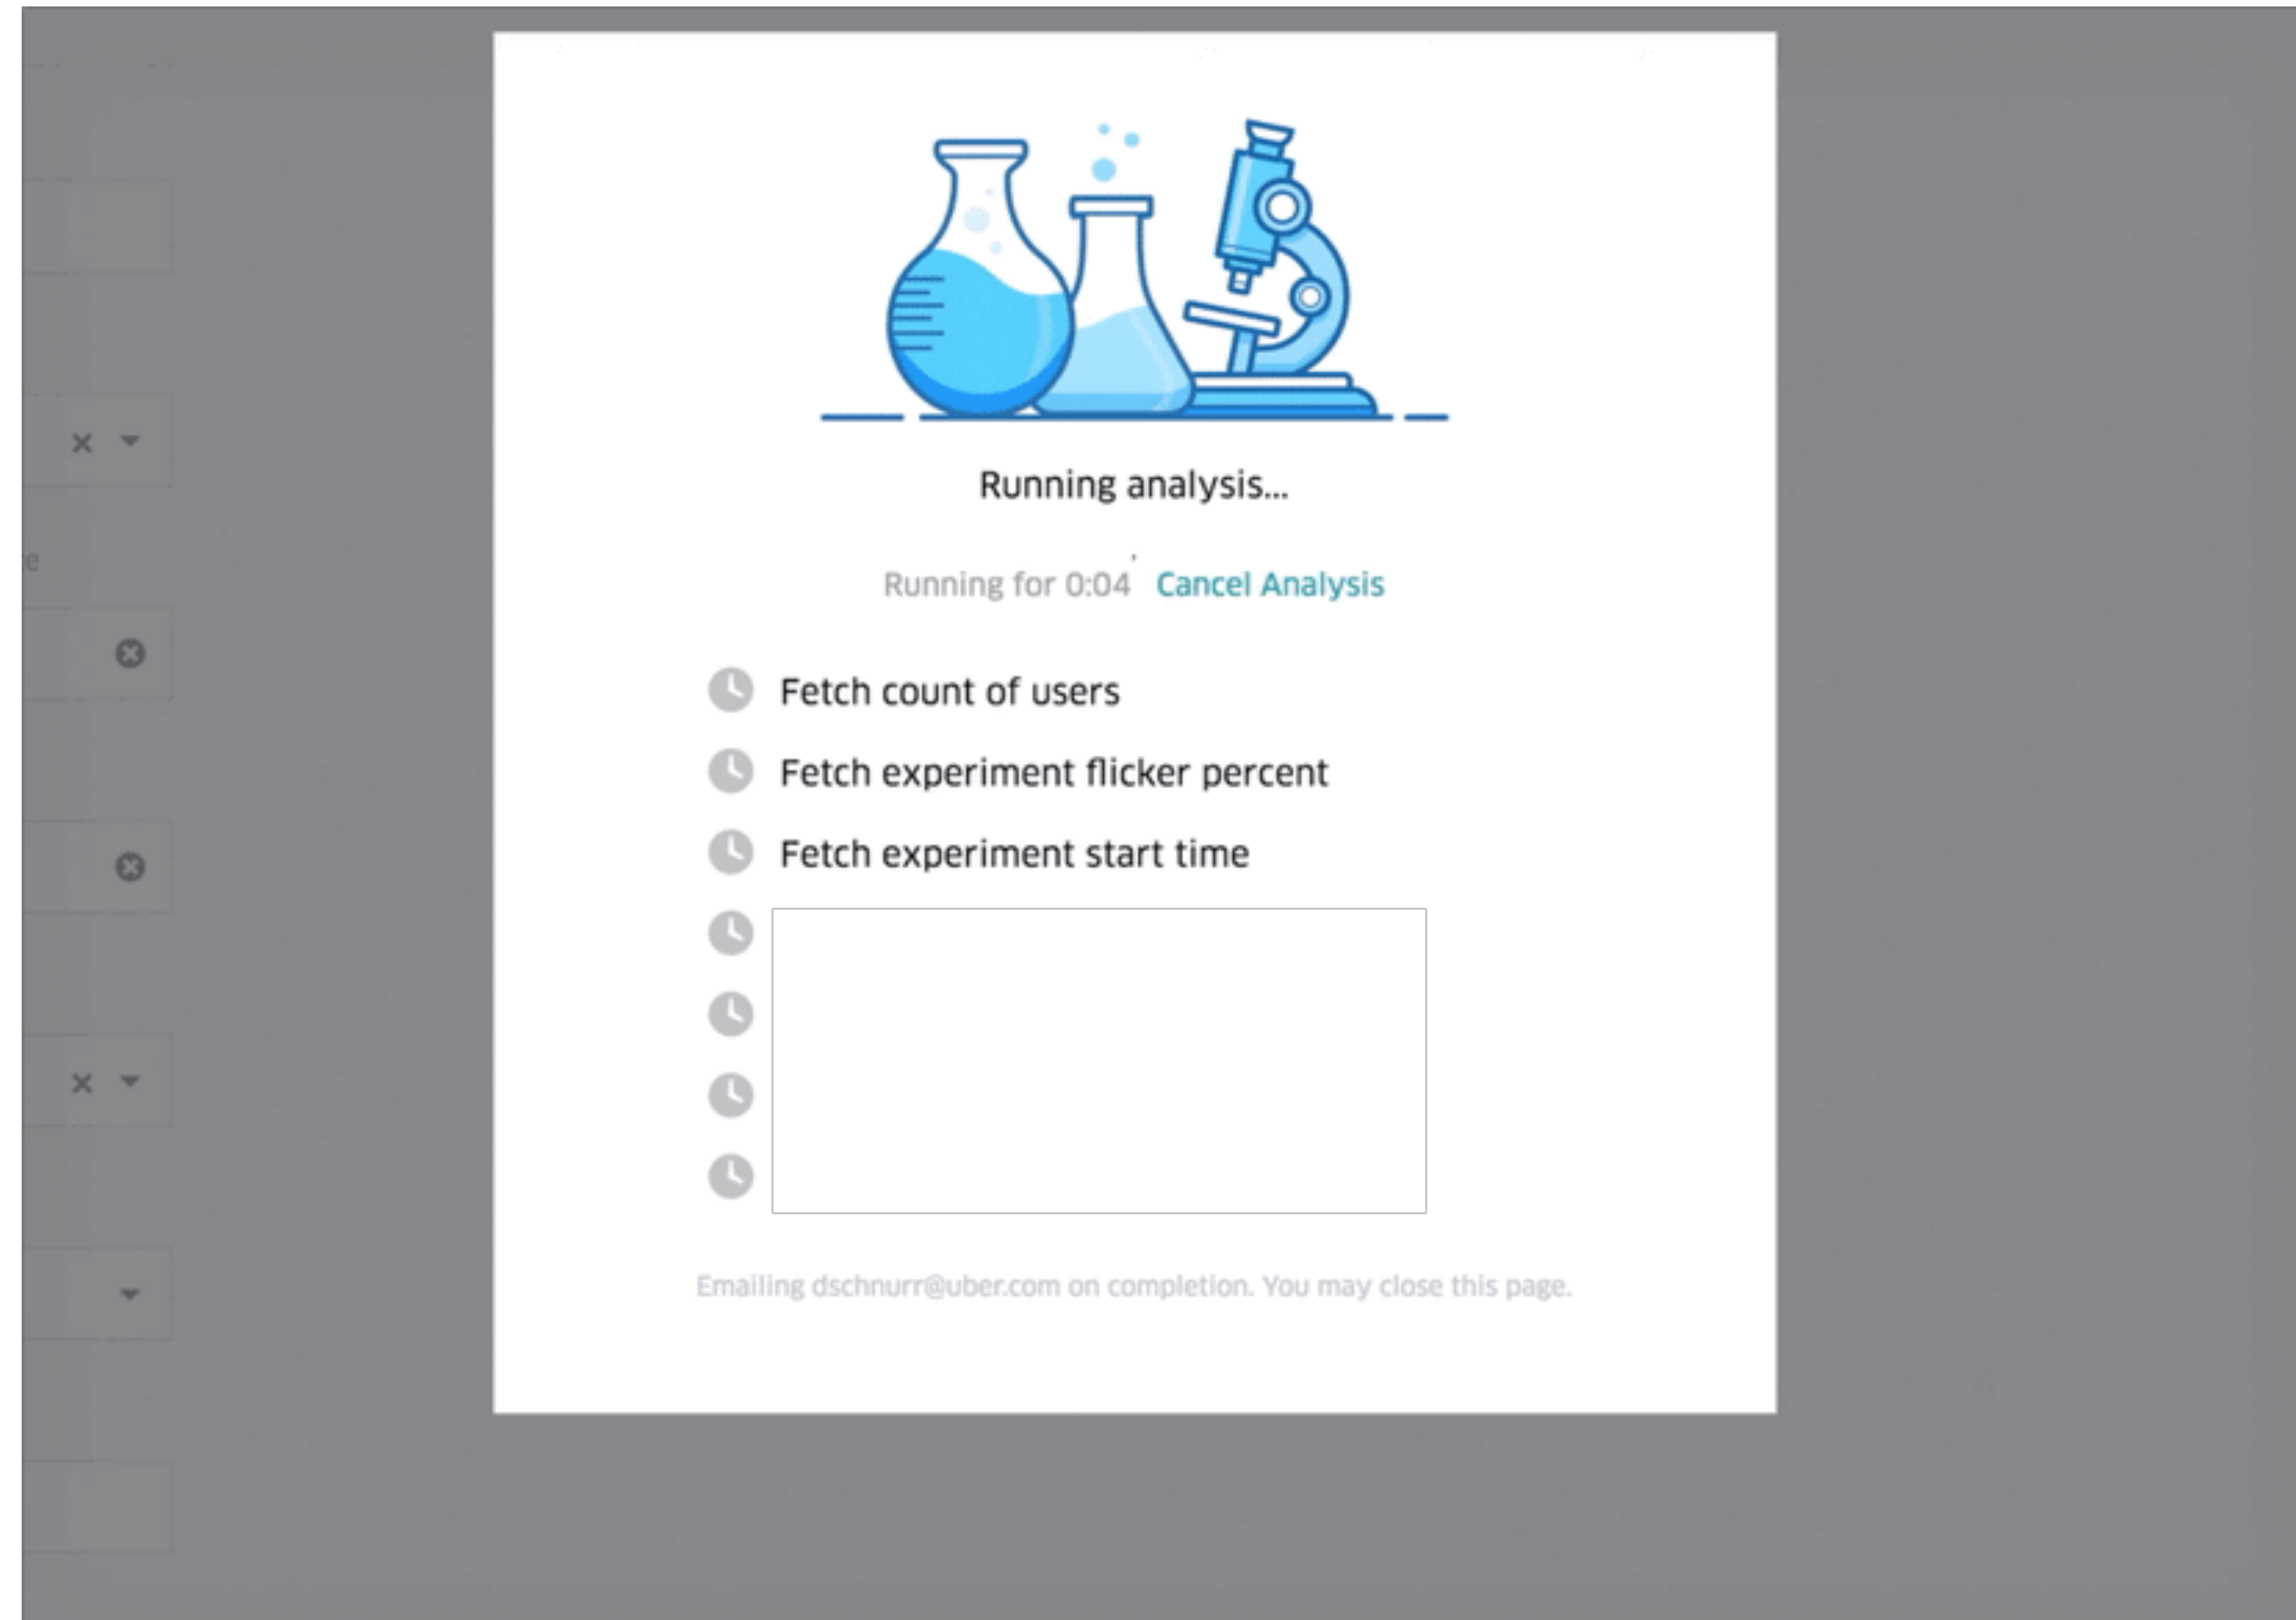 Running analysis...
Running for 0:04 Cancel Analysis
Fetch count of users
Fetch experiment flicker percent
Fetch experiment start time
Emailing dschnurr@uber.com on completion. You may close this page.